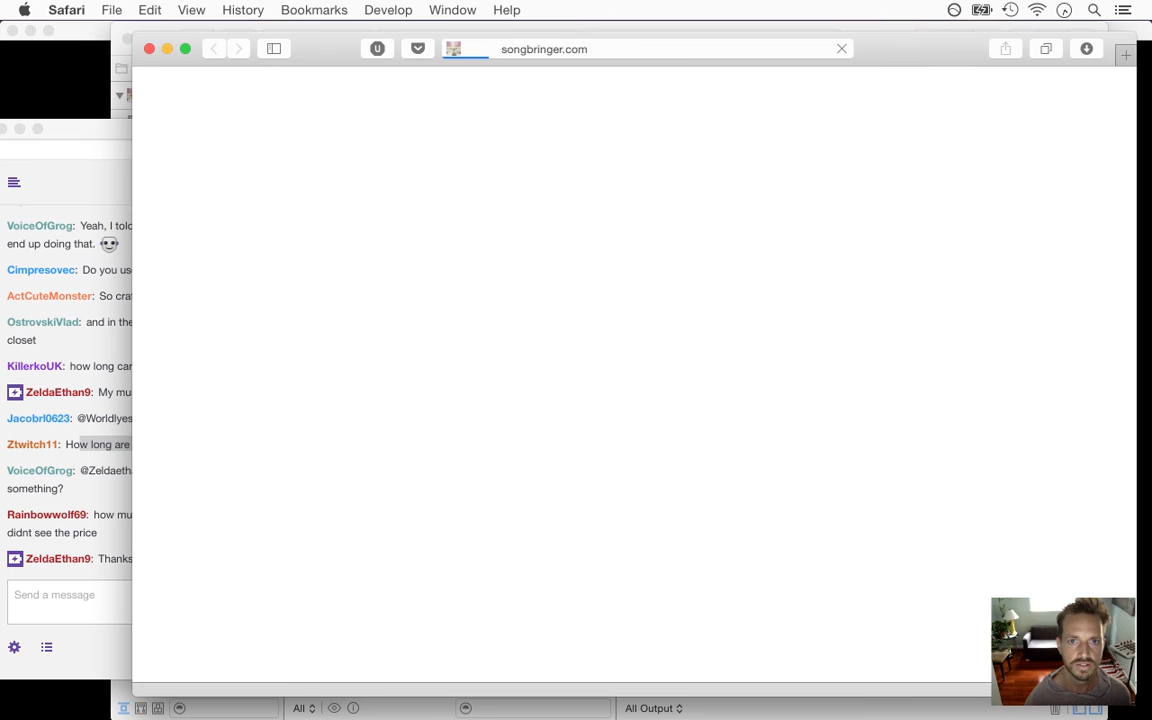 Safari File Edit View History Bookmarks Develop Window Help
songbringer.com
VoiceOfGrog: Yeah, I told
end up doing that.
Cimpresovec: Do you us
ActCuteMonster: So craf
OstrovskiVlad: and in the
closet
KillerkoUK: how long can
ZeldaEthan9: My mu
Jacobrl0623: @Worldlyes
Ztwitch11: How long are
VoiceOfGrog: @Zeldaeth
something?
Rainbowwolf69: how mu
didnt see the price
ZeldaEthan9: Thanks
Send a message
All
All Output